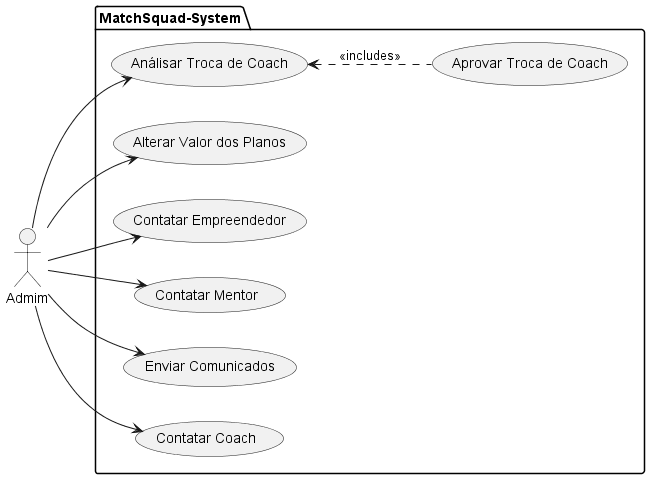 MatchSquad-System
Análisar Troca de Coach
«includes»
Aprovar Troca de Coach
Alterar Valor dos Planos
Contatar Empreendedor
Admim
Contatar Mentor
Enviar Comunicados
Contatar Coach